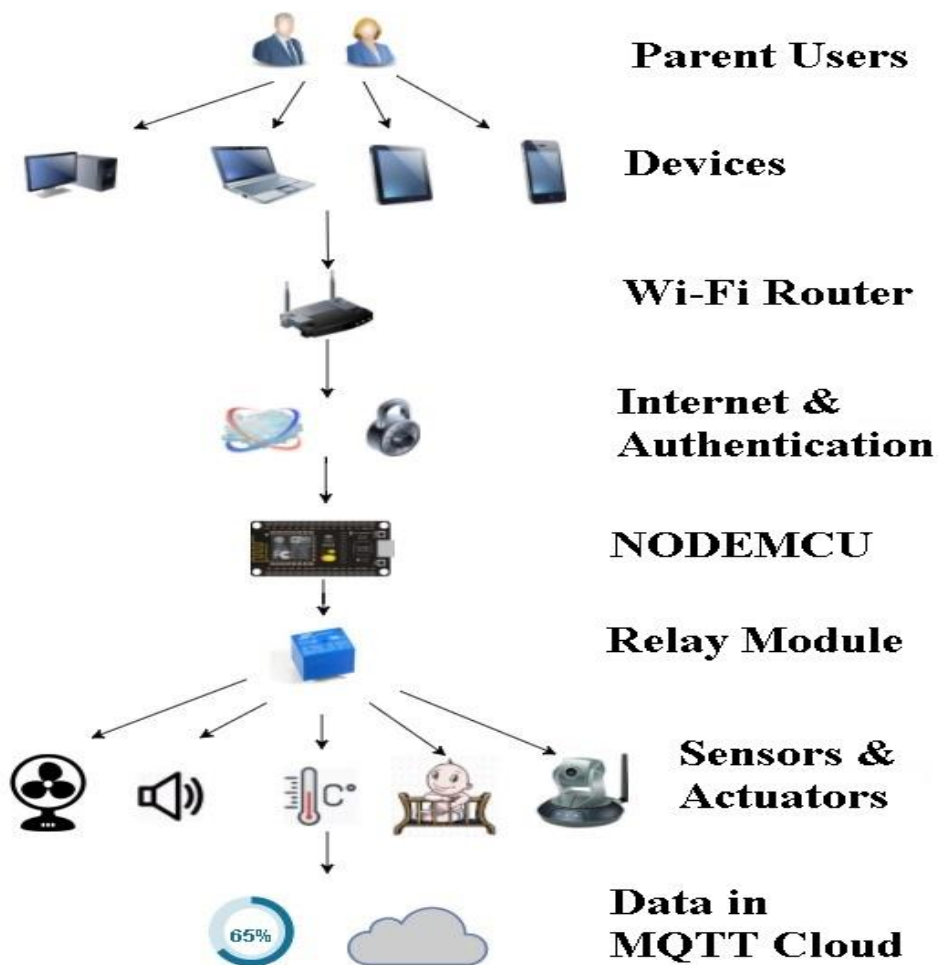 Parent Users
Devices
Wi-Fi Router
Internet &
Authentication
NODEMCU
Relay Module
C°
Sensors &
Actuators
65%
Data in
MQTT Cloud